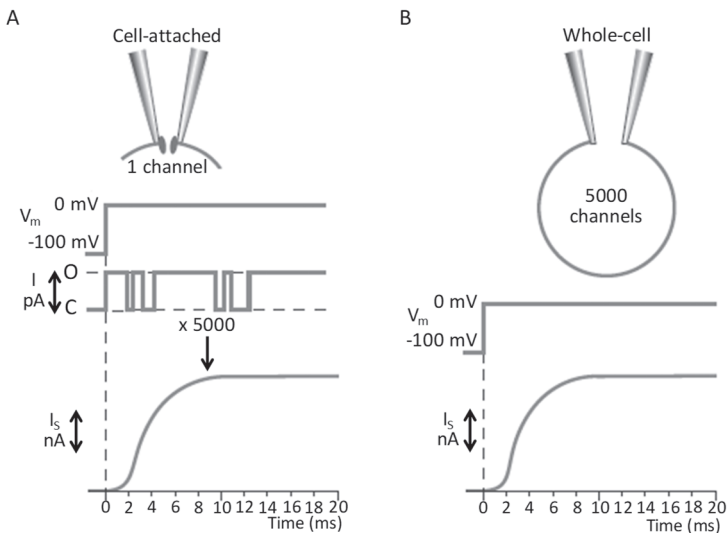 A
Cell-attached
1 channel
0 mV
Vm
-100 mV
I
pA
O
C
x 5000
IS
nA
0 2 4 6 8 10 12 14 16 18 20
Time (ms)
B
Whole-cell
5000
channels
0 mV
Vm
-100 mV
IS
nA
0 2 4 6 8 10 12 14 16 18 20
Time (ms)